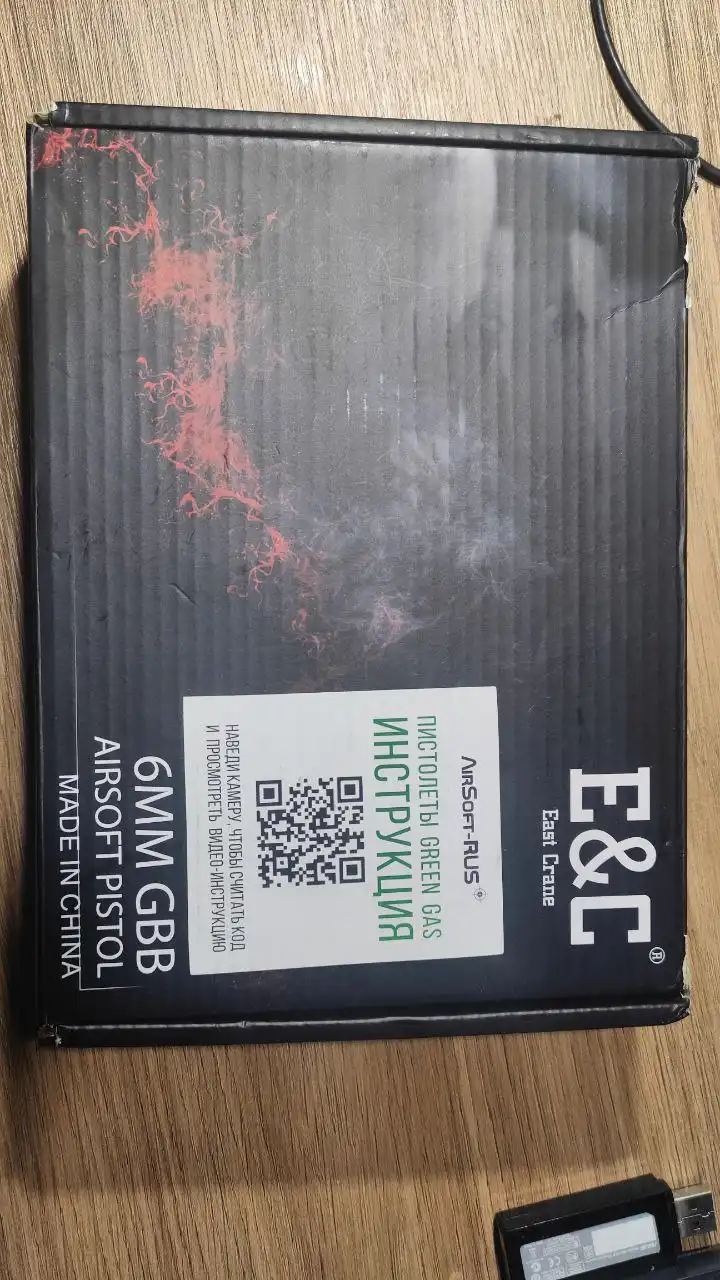 E&C®
East Crane
AIRSOFT-RUS
ПИСТОЛЕТЫ GREEN GAS
ИНСТРУКЦИЯ
НАВЕДИ КАМЕРУ, ЧТОБЫ СЧИТАТЬ КОД
И ПРОСМОТРЕТЬ ВИДЕО-ИНСТРУКЦИЮ
6MM GBB
AIRSOFT PISTOL
MADE IN CHINA